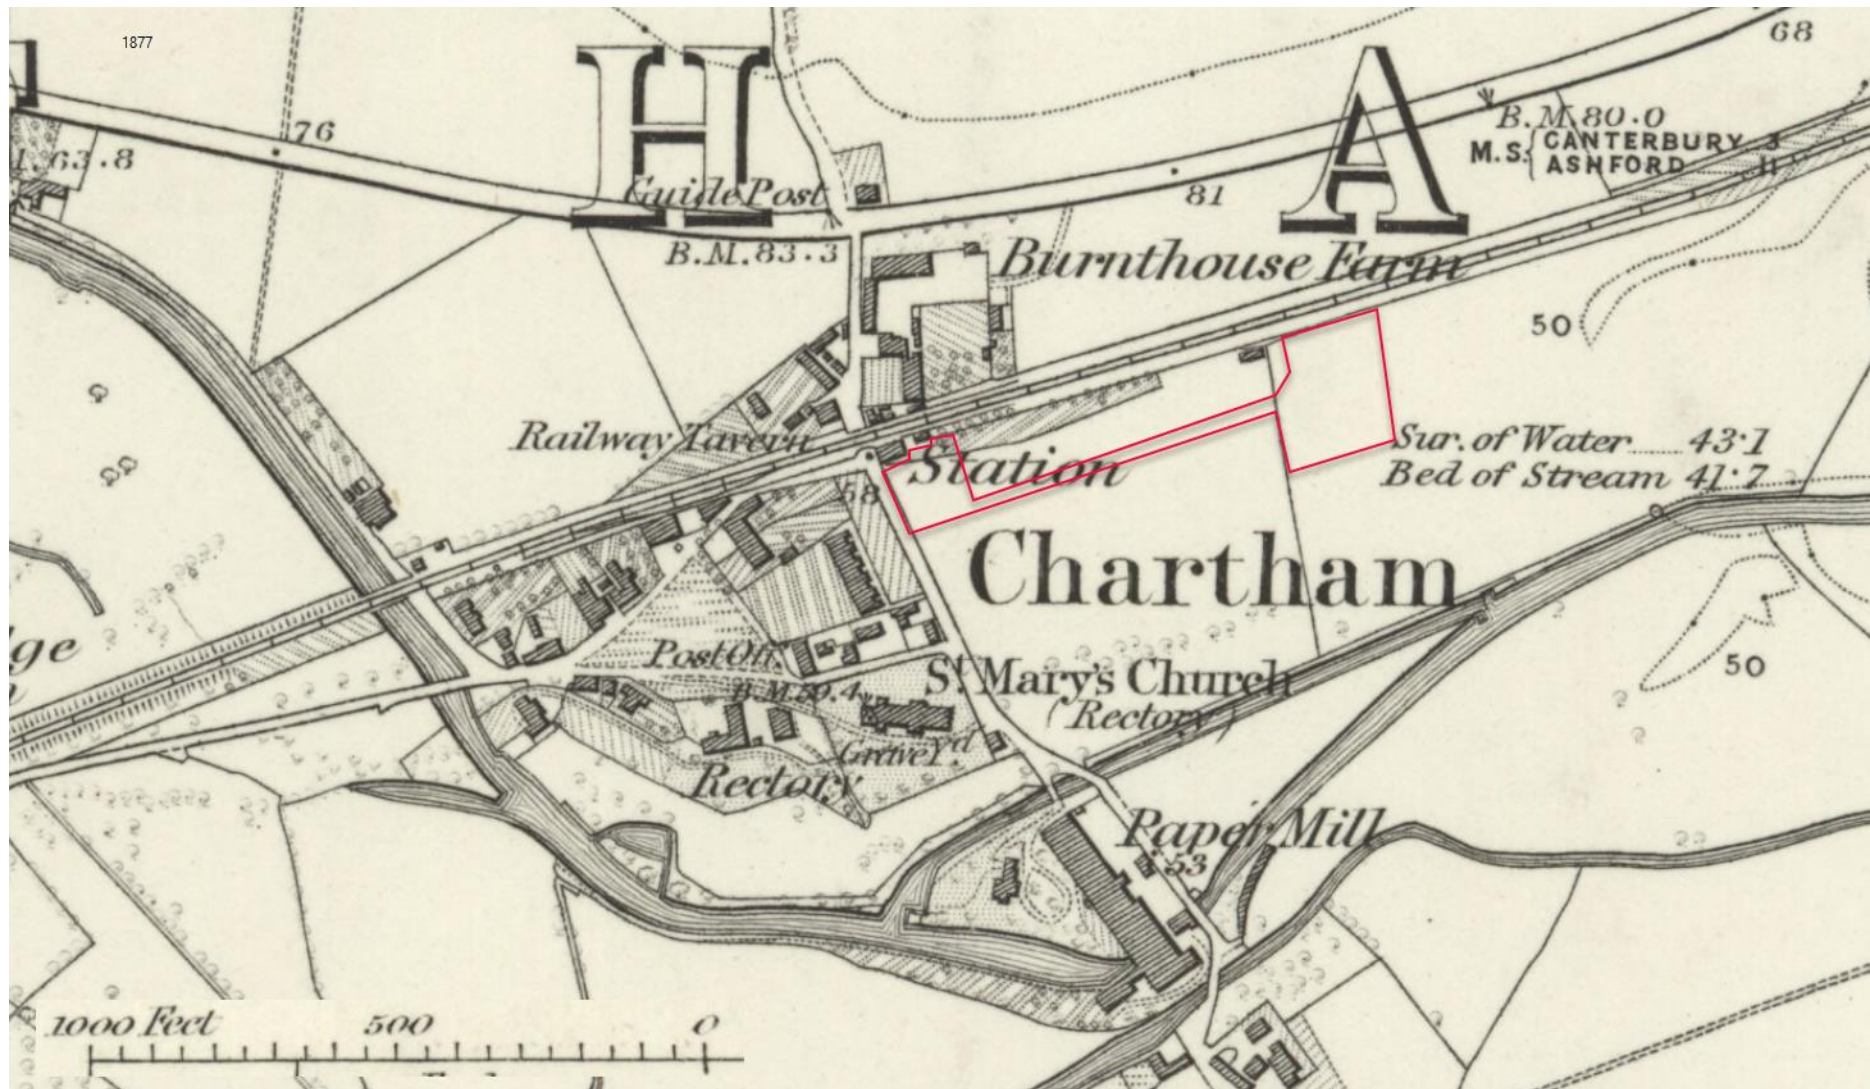 1877
H
A
68
76
B.M.80.0
M.S. CANTERBURY 3
ASHFORD 11
63.8
Guide Post
81
B.M.83.3
Burnthouse Farm
50
Railway Tavern
Station
Sur. of Water 43.1
Bed of Stream 41.7
58
Chartham
Post Off.
St. Mary's Church
(Rectory)
50
B.M.59.4
Grave Yd.
Rectory
Paper Mill
53
1000 Feet 500 0